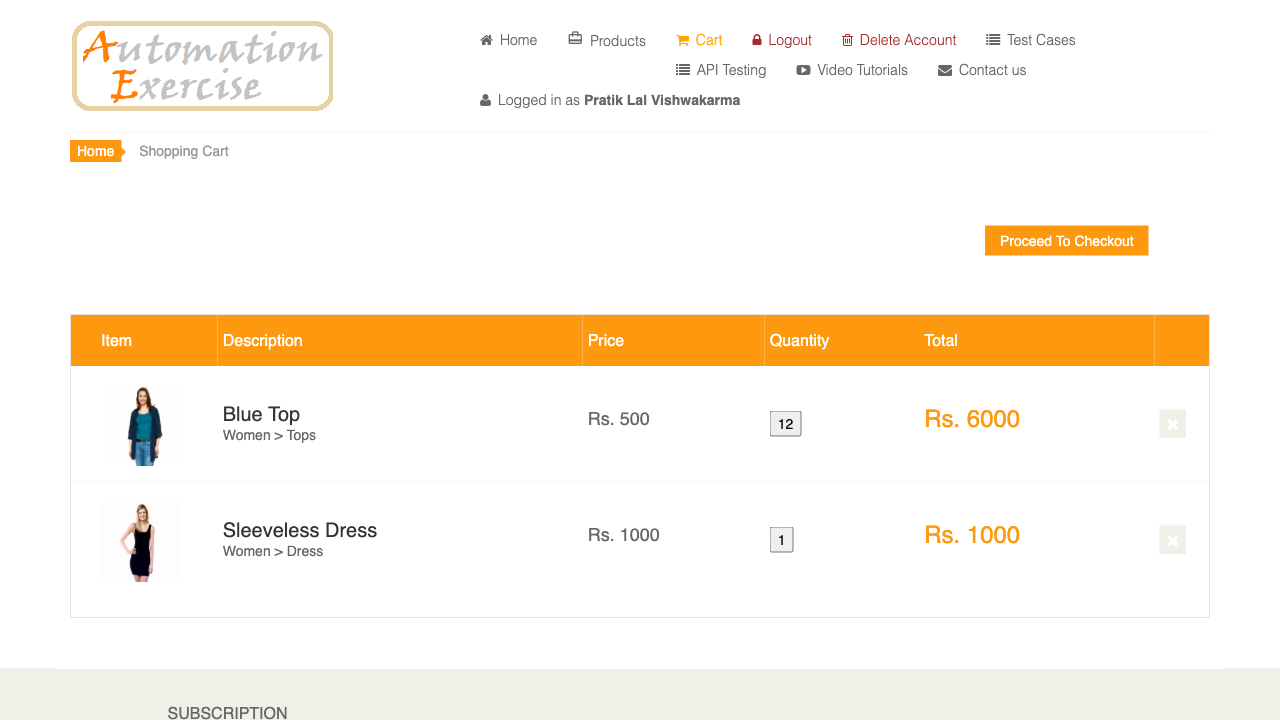 Automation
Exercise
Home Products Cart Logout Delete Account Test Cases
API Testing Video Tutorials Contact us
Logged in as Pratik Lal Vishwakarma
Home Shopping Cart
Proceed To Checkout
Item Description Price Quantity Total
Blue Top
Women > Tops
Rs. 500 12 Rs. 6000
Sleeveless Dress
Women > Dress
Rs. 1000 1 Rs. 1000
SUBSCRIPTION